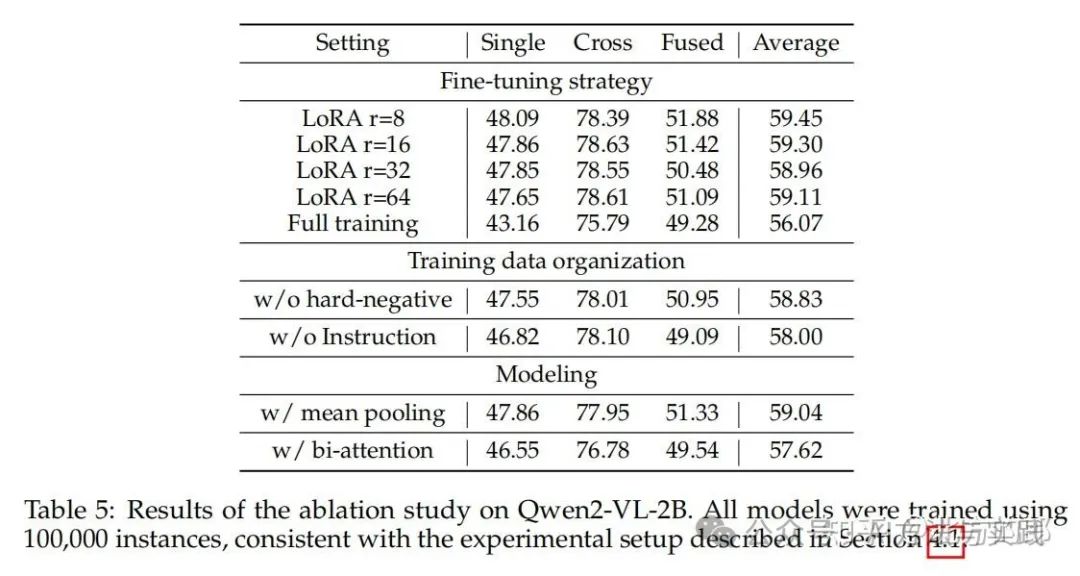 Setting Single Cross Fused Average
Fine-tuning strategy
LoRA r=8 48.09 78.39 51.88 59.45
LoRA r=16 47.86 78.63 51.42 59.30
LoRA r=32 47.85 78.55 50.48 58.96
LoRA r=64 47.65 78.61 51.09 59.11
Full training 43.16 75.79 49.28 56.07
Training data organization
w/o hard-negative 47.55 78.01 50.95 58.83
w/o Instruction 46.82 78.10 49.09 58.00
Modeling
w/ mean pooling 47.86 77.95 51.33 59.04
w/ bi-attention 46.55 76.78 49.54 57.62
Table 5: Results of the ablation study on Qwen2-VL-2B. All models were trained using
100,000 instances, consistent with the experimental setup described in Section 4.1.
公众号